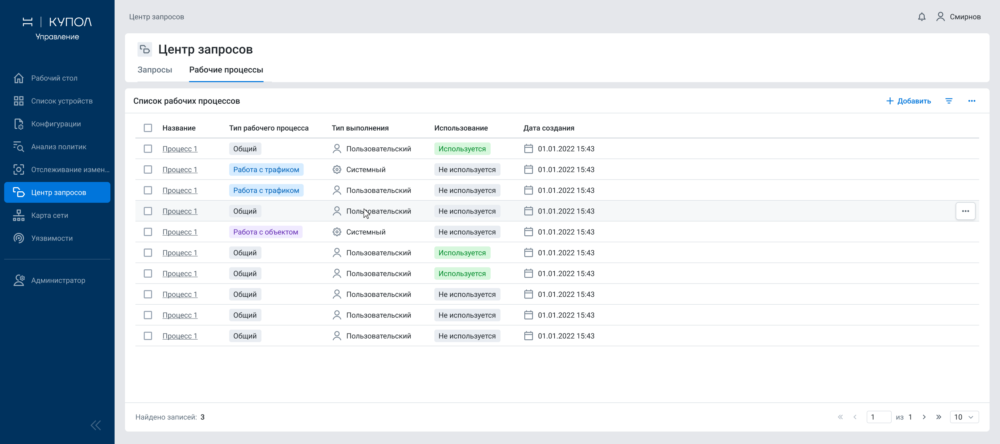 КУПОЛ
Управление
Рабочий стол
Список устройств
Конфигурации
Анализ политик
Отслеживание измен...
Центр запросов
Карта сети
Уязвимости
Администратор
Центр запросов
Смирнов
Центр запросов
Запросы Рабочие процессы
Список рабочих процессов
Добавить
Название Тип рабочего процесса Тип выполнения Использование Дата создания
Процесс 1 Общий Пользовательский Используется 01.01.2022 15:43
Процесс 1 Работа с трафиком Системный Не используется 01.01.2022 15:43
Процесс 1 Работа с трафиком Пользовательский Не используется 01.01.2022 15:43
Процесс 1 Общий Пользовательский Не используется 01.01.2022 15:43
Процесс 1 Работа с объектом Системный Не используется 01.01.2022 15:43
Процесс 1 Общий Пользовательский Используется 01.01.2022 15:43
Процесс 1 Общий Пользовательский Используется 01.01.2022 15:43
Процесс 1 Общий Пользовательский Не используется 01.01.2022 15:43
Процесс 1 Общий Пользовательский Не используется 01.01.2022 15:43
Процесс 1 Общий Пользовательский Не используется 01.01.2022 15:43
Найдено записей: 3
1 из 1 10